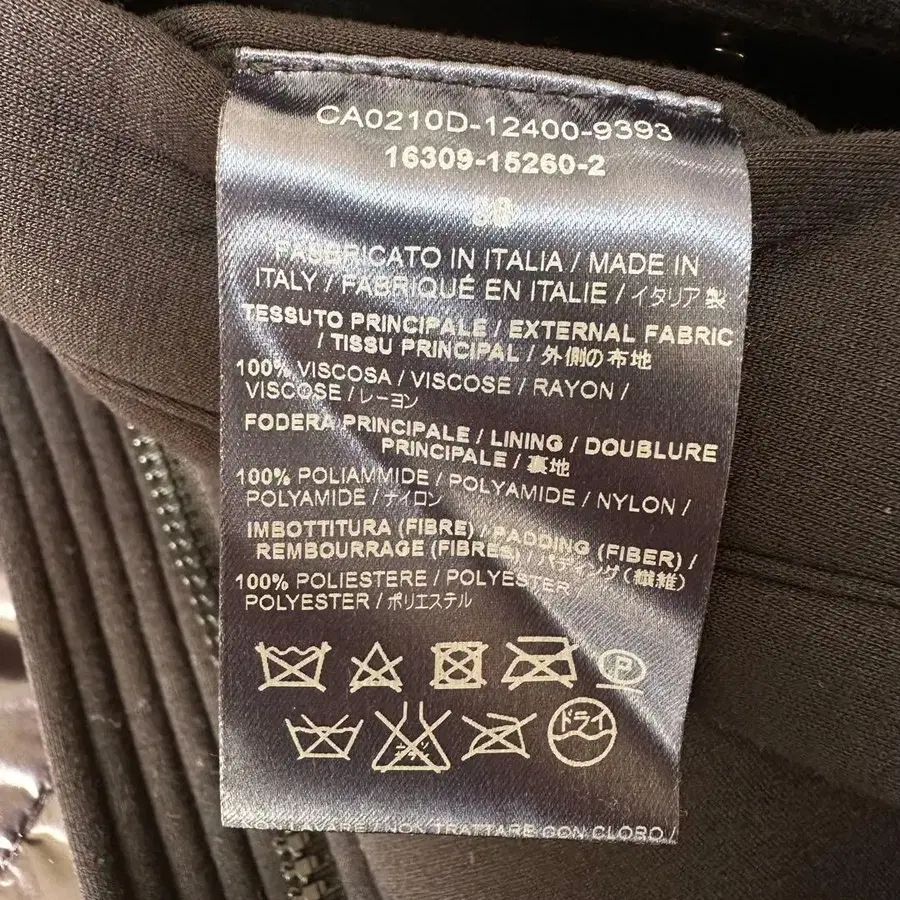 CA0210D-12400-9393
16309-15260-2
FABBRICATO IN ITALIA / MADE IN
ITALY / FABRIQUÉ EN ITALIE / イタリア製
TESSUTO PRINCIPALE / EXTERNAL FABRIC
/ TISSU PRINCIPAL / 外側の布地
100% VISCOSA / VISCOSE / RAYON /
VISCOSE / レーヨン
FODERA PRINCIPALE / LINING / DOUBLURE
PRINCIPALE / 裏地
100% POLIAMMIDE / POLYAMIDE / NYLON /
POLYAMIDE / ナイロン
IMBOTTITURA (FIBRE) / PADDING (FIBER) /
REMBOURRAGE (FIBRES) / パディング(繊維)
100% POLIESTERE / POLYESTER /
POLYESTER / ポリエステル
P
ドライ
NON LAVARE / NON TRATTARE CON CLORO /